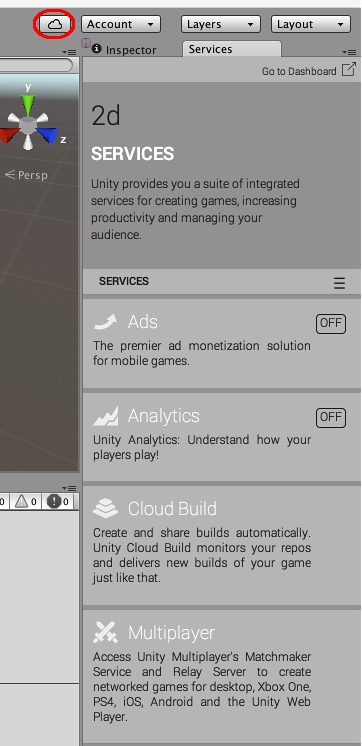 Account
Layers
Layout
Inspector
Services
Go to Dashboard
y
z
Persp
2d
SERVICES
Unity provides you a suite of integrated
services for creating games, increasing
productivity and managing your
audience.
SERVICES
Ads
OFF
The premier ad monetization solution
for mobile games.
Analytics
OFF
Unity Analytics: Understand how your
players play!
0
0
0
Cloud Build
Create and share builds automatically.
Unity Cloud Build monitors your repos
and delivers new builds of your game
just like that.
Multiplayer
Access Unity Multiplayer's Matchmaker
Service and Relay Server to create
networked games for desktop, Xbox One,
PS4, iOS, Android and the Unity Web
Player.